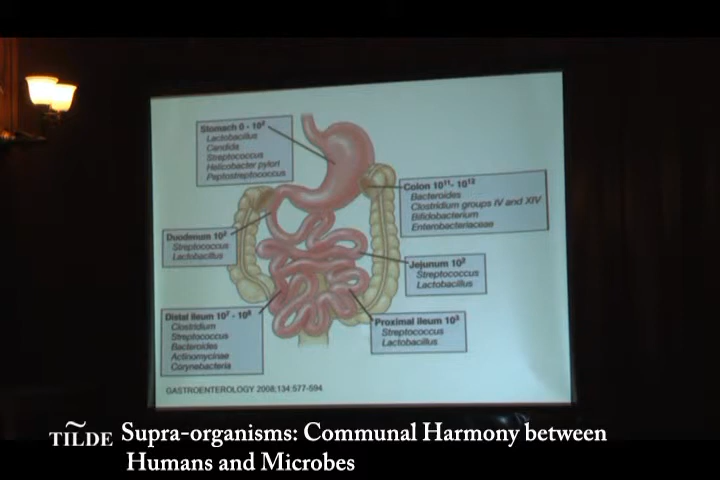 Stomach 0 - 10²
Lactobacillus
Candida
Streptococcus
Helicobacter pylori
Peptostreptococcus
Colon 10¹¹- 10¹²
Bacteroides
Clostridium groups IV and XIV
Bifidobacterium
Enterobacteriaceae
Duodenum 10²
Streptococcus
Lactobacillus
Jejunum 10²
Streptococcus
Lactobacillus
Proximal ileum 10³
Streptococcus
Lactobacillus
Distal ileum 10⁷ - 10⁸
Clostridium
Streptococcus
Bacteroides
Actinomycinae
Corynebacteria
GASTROENTEROLOGY 2008;134:577-594
TILDE Supra-organisms: Communal Harmony between
Humans and Microbes